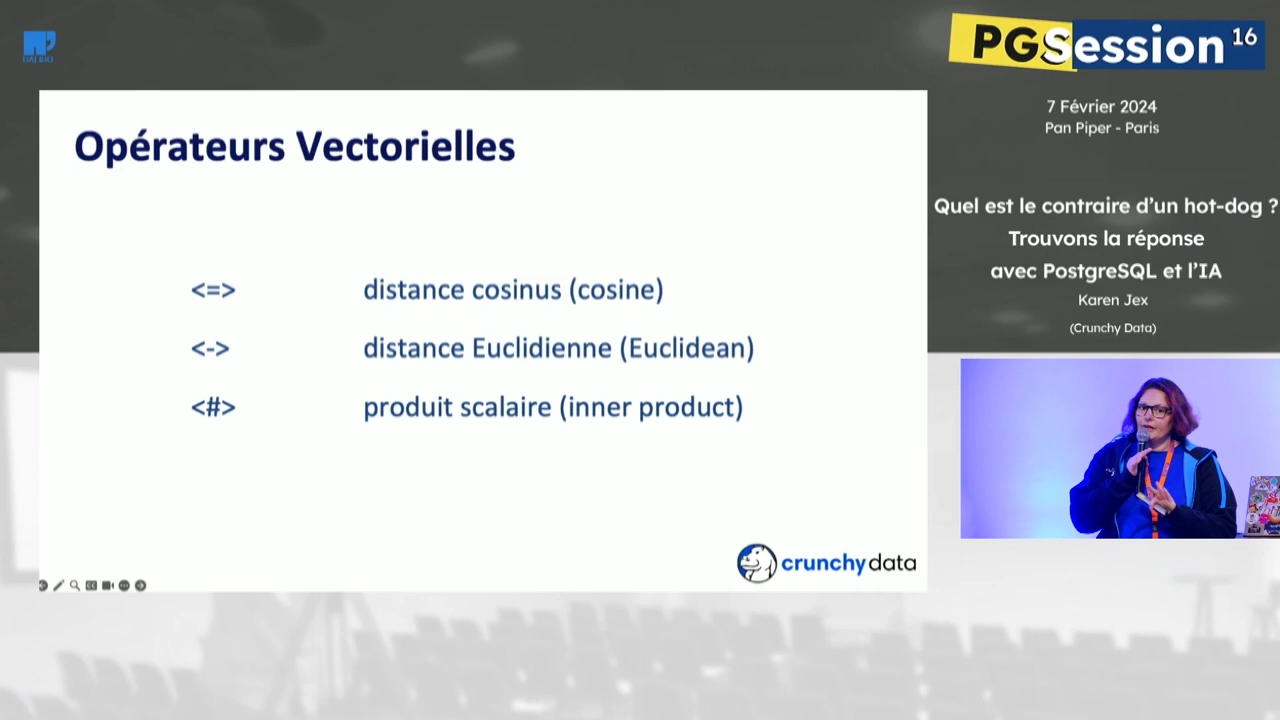 DALIBO
PGSession 16
7 Février 2024
Pan Piper - Paris
Quel est le contraire d'un hot-dog ?
Trouvons la réponse
avec PostgreSQL et l'IA
Karen Jex
(Crunchy Data)
Opérateurs Vectorielles
<=> distance cosinus (cosine)
<-> distance Euclidienne (Euclidean)
<#> produit scalaire (inner product)
crunchydata